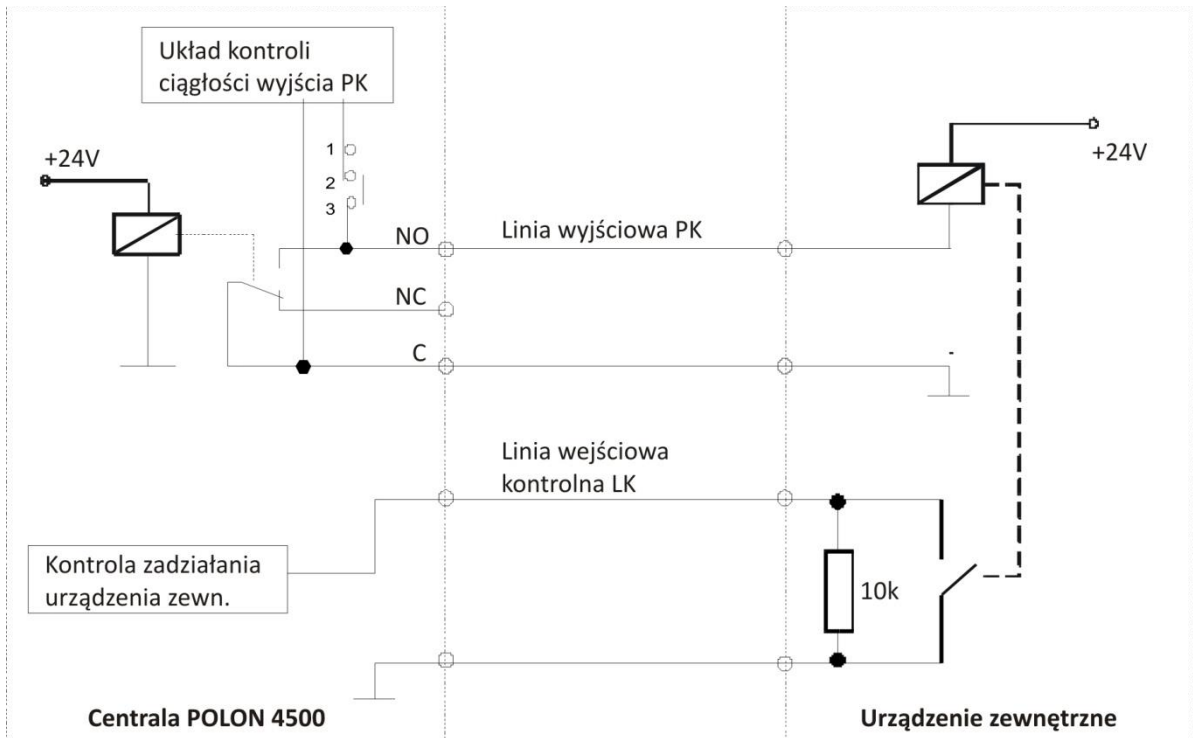 Układ kontroli
ciągłości wyjścia PK
+24V
1
2
3
NO
NC
C
Linia wyjściowa PK
+24V
-
Linia wejściowa
kontrolna LK
Kontrola zadziałania
urządzenia zewn.
10k
Centrala POLON 4500
Urządzenie zewnętrzne